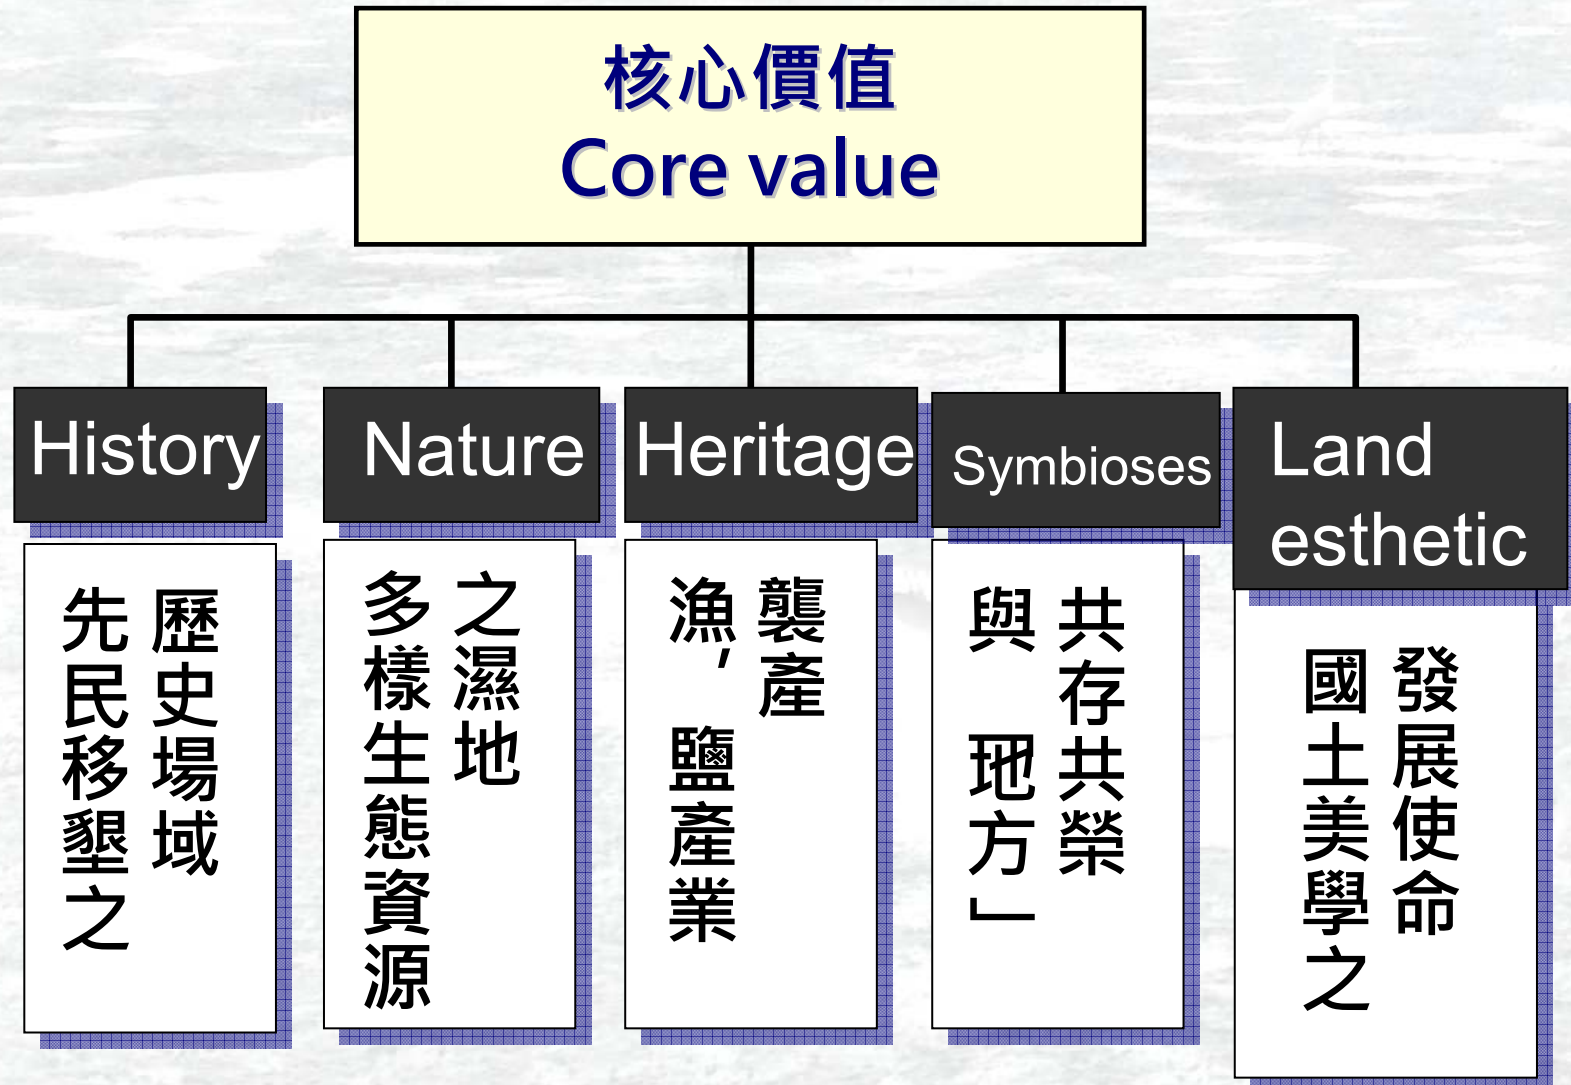 核心價值
Core value
History
先民移墾之
歷史場域
Nature
多樣生態資源
之濕地
Heritage
漁, 鹽產業
襲產
Symbioses
與「地方」
共存共榮
Land
esthetic
國土美學之
發展使命